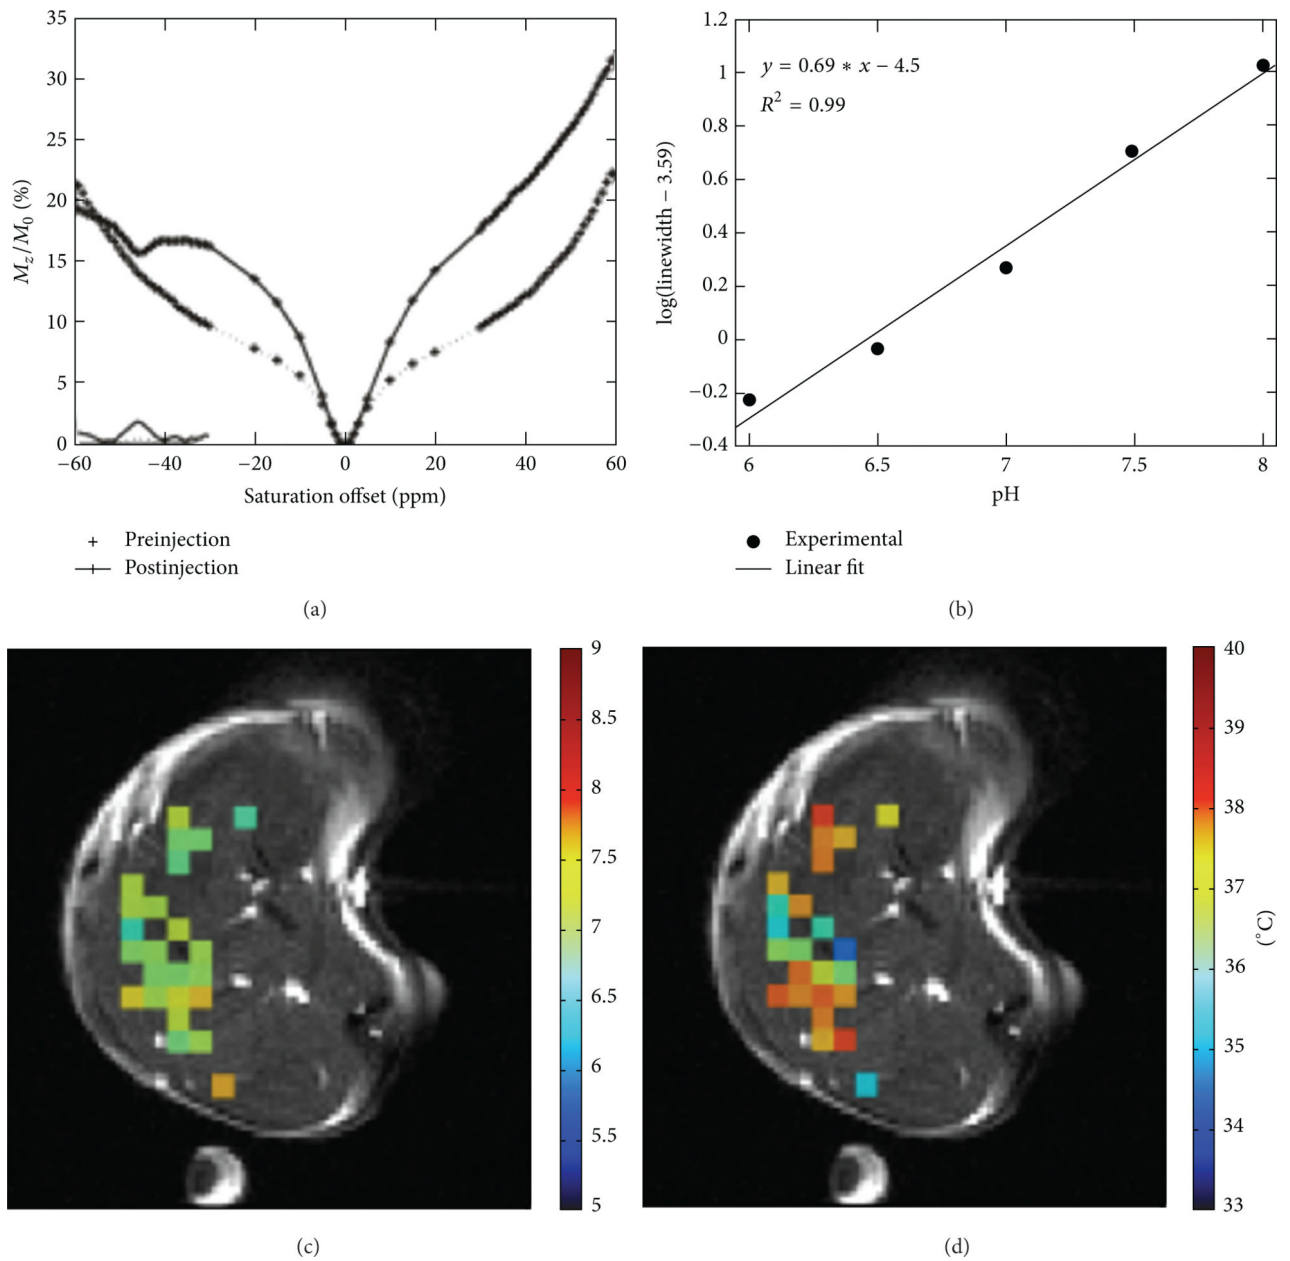 35
30
25
20
15
10
5
0
M_z/M_0 (%)
−60 −40 −20 0 20 40 60
Saturation offset (ppm)
Preinjection
Postinjection
(a)
1.2
1
0.8
0.6
0.4
0.2
0
−0.2
−0.4
log(linewidth − 3.59)
y = 0.69 ∗ x − 4.5
R² = 0.99
6 6.5 7 7.5 8
pH
Experimental
Linear fit
(b)
9
8.5
8
7.5
7
6.5
6
5.5
5
(c)
40
39
38
37
36
35
34
33
(°C)
(d)